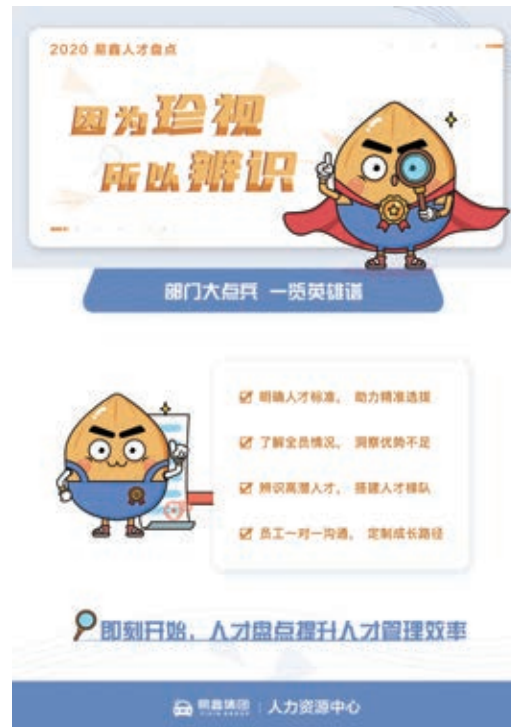 2020 易鑫人才盘点
因为珍视
所以辨识
部门大点兵 一览英雄谱
明确人才标准， 助力精准选拔
了解全员情况， 洞察优势不足
辨识高潜人才， 搭建人才梯队
员工一对一沟通， 定制成长路径
即刻开始，人才盘点提升人才管理效率
易鑫集团 | 人力资源中心